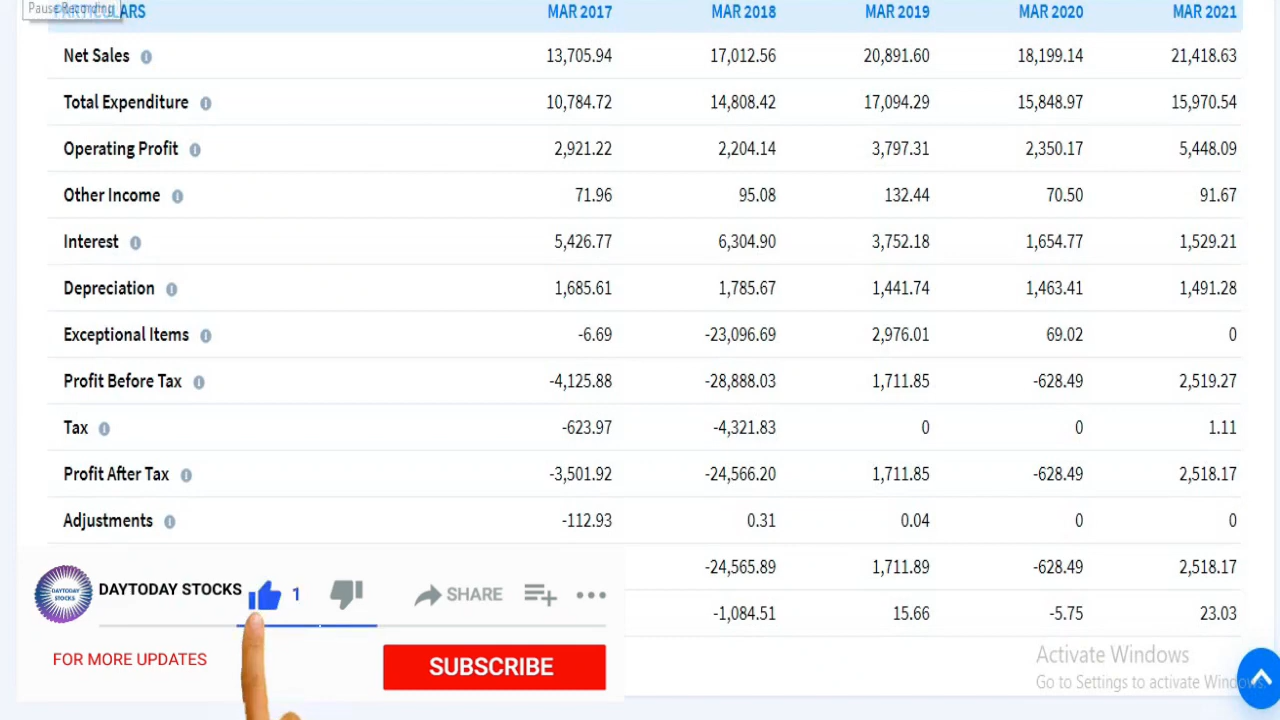 Pause Recording
PARTICULARS MAR 2017 MAR 2018 MAR 2019 MAR 2020 MAR 2021
Net Sales 13,705.94 17,012.56 20,891.60 18,199.14 21,418.63
Total Expenditure 10,784.72 14,808.42 17,094.29 15,848.97 15,970.54
Operating Profit 2,921.22 2,204.14 3,797.31 2,350.17 5,448.09
Other Income 71.96 95.08 132.44 70.50 91.67
Interest 5,426.77 6,304.90 3,752.18 1,654.77 1,529.21
Depreciation 1,685.61 1,785.67 1,441.74 1,463.41 1,491.28
Exceptional Items -6.69 -23,096.69 2,976.01 69.02 0
Profit Before Tax -4,125.88 -28,888.03 1,711.85 -628.49 2,519.27
Tax -623.97 -4,321.83 0 0 1.11
Profit After Tax -3,501.92 -24,566.20 1,711.85 -628.49 2,518.17
Adjustments -112.93 0.31 0.04 0 0
-24,565.89 1,711.89 -628.49 2,518.17
-1,084.51 15.66 -5.75 23.03
DAYTODAY STOCKS
DAYTODAY STOCKS 1 SHARE
FOR MORE UPDATES
SUBSCRIBE
Activate Windows
Go to Settings to activate Windows.